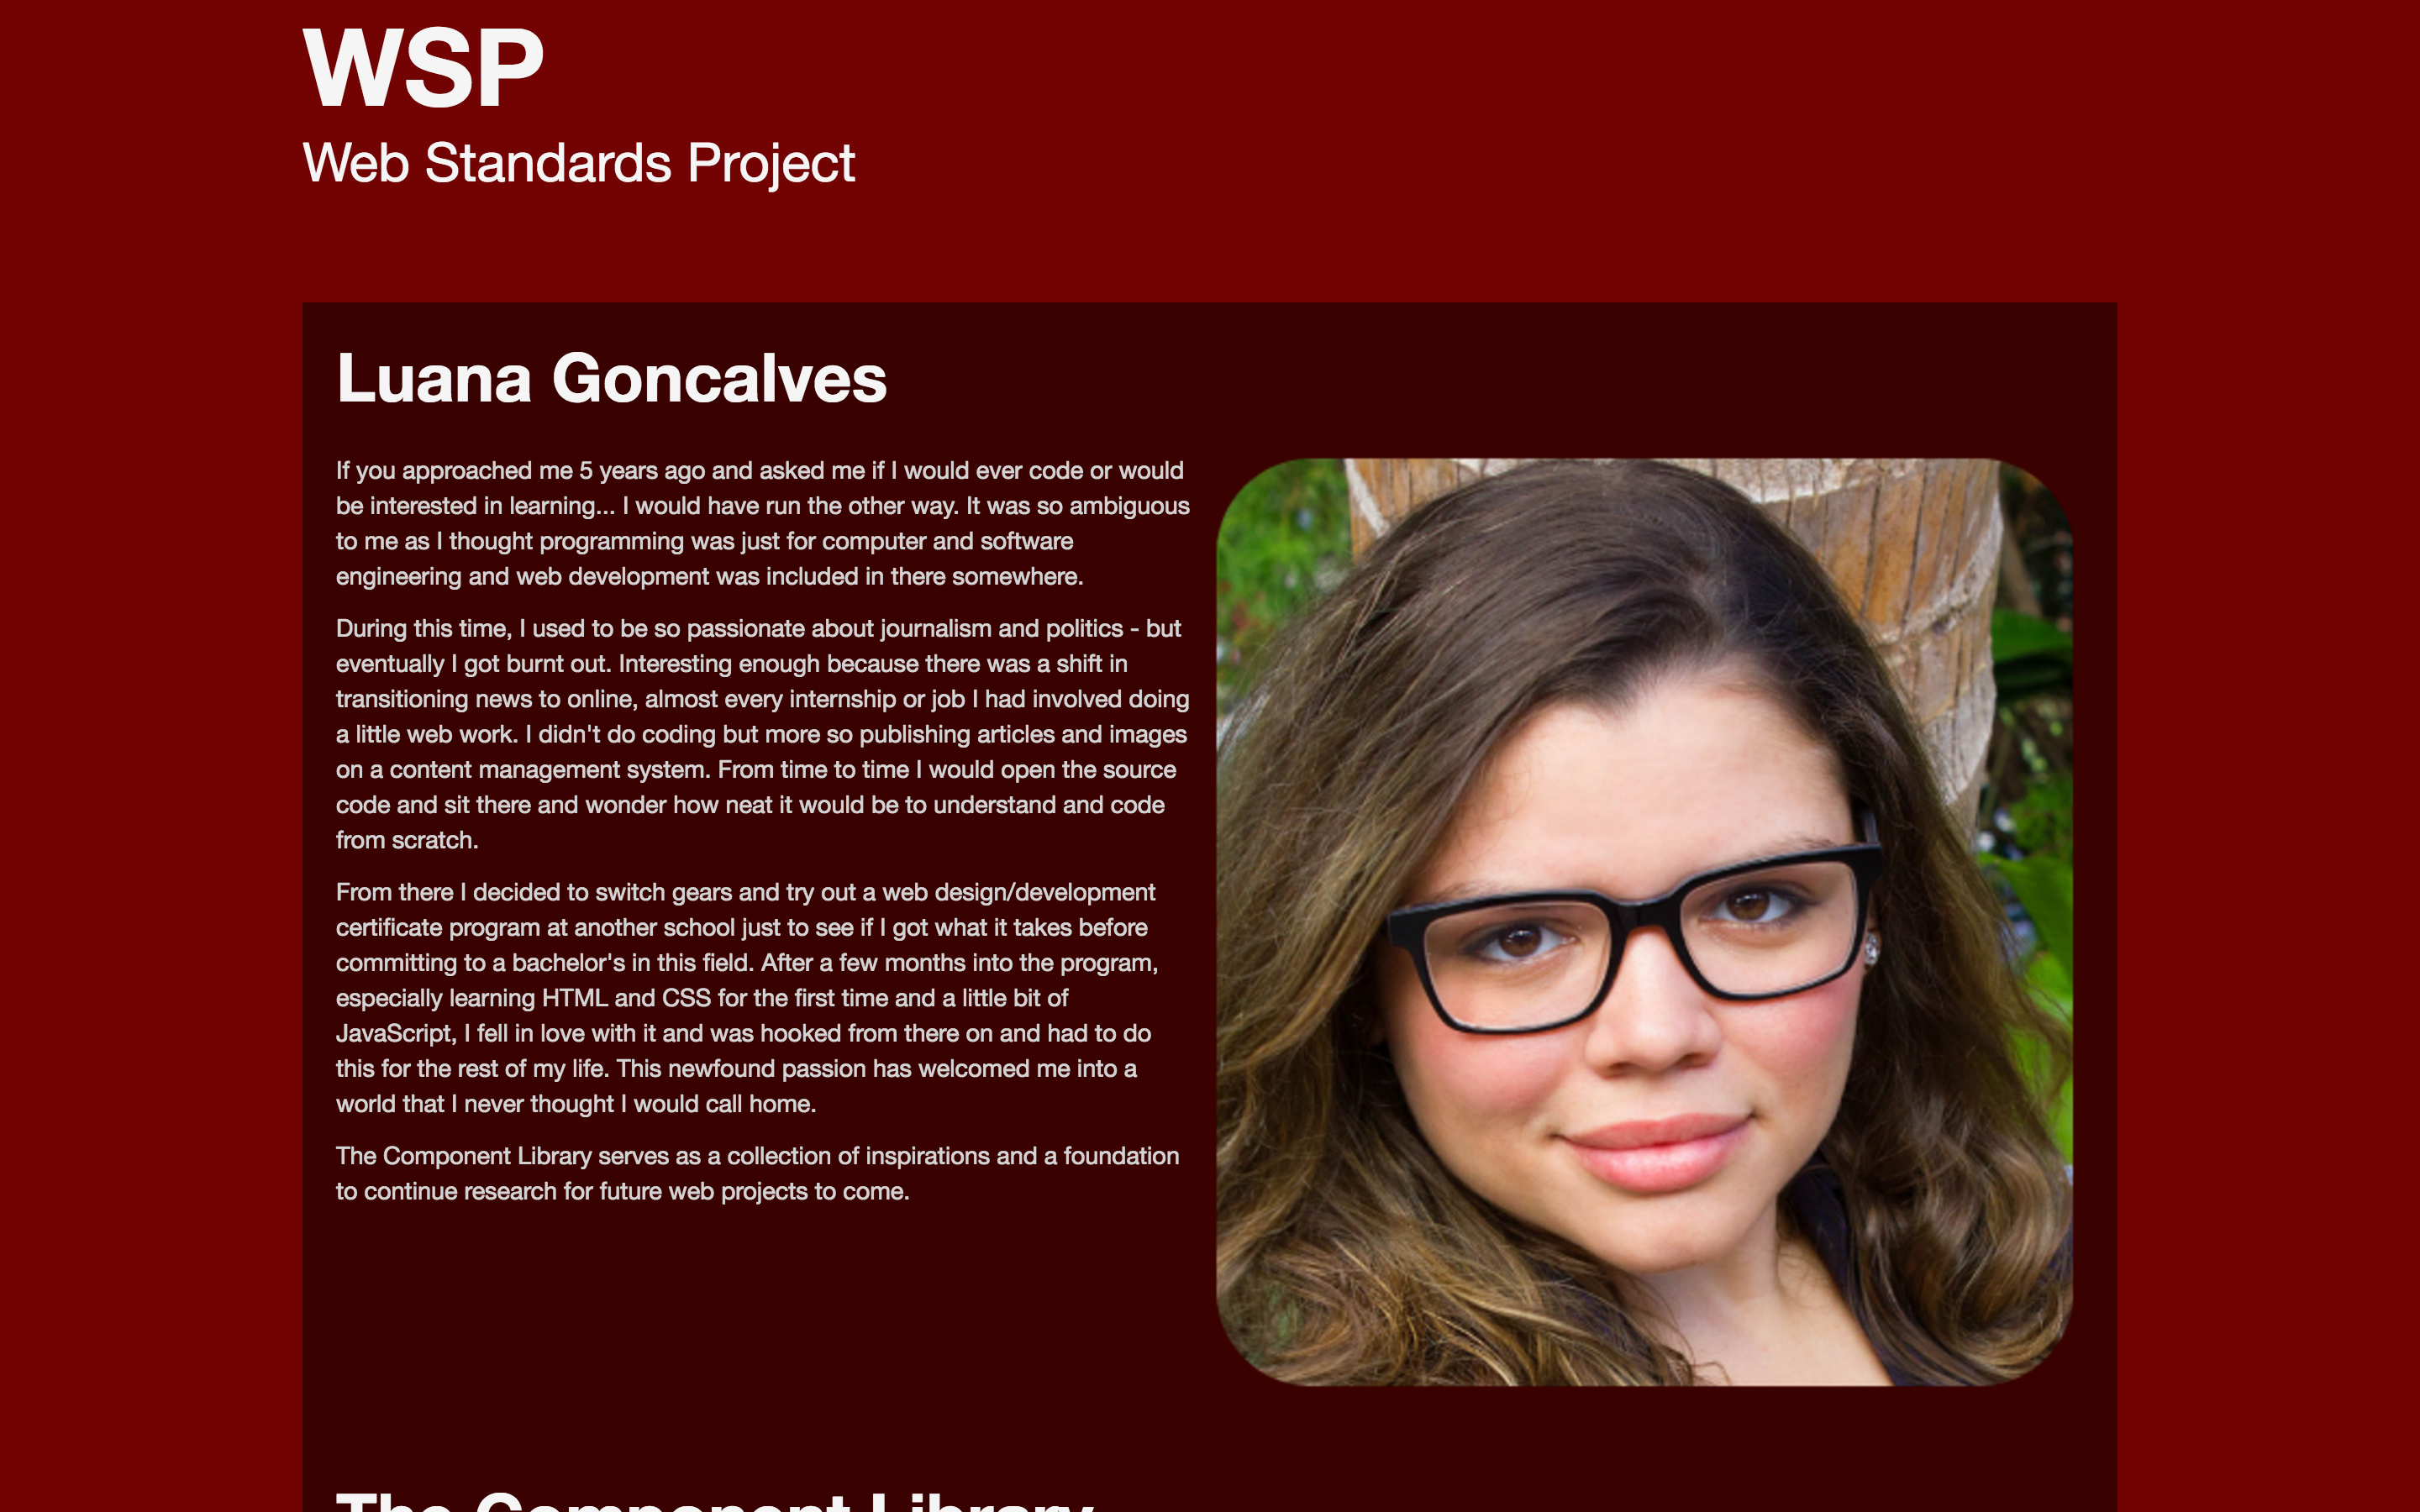 WSP
Web Standards Project
Luana Goncalves
If you approached me 5 years ago and asked me if I would ever code or would
be interested in learning... I would have run the other way. It was so ambiguous
to me as I thought programming was just for computer and software
engineering and web development was included in there somewhere.
During this time, I used to be so passionate about journalism and politics - but
eventually I got burnt out. Interesting enough because there was a shift in
transitioning news to online, almost every internship or job I had involved doing
a little web work. I didn't do coding but more so publishing articles and images
on a content management system. From time to time I would open the source
code and sit there and wonder how neat it would be to understand and code
from scratch.
From there I decided to switch gears and try out a web design/development
certificate program at another school just to see if I got what it takes before
committing to a bachelor's in this field. After a few months into the program,
especially learning HTML and CSS for the first time and a little bit of
JavaScript, I fell in love with it and was hooked from there on and had to do
this for the rest of my life. This newfound passion has welcomed me into a
world that I never thought I would call home.
The Component Library serves as a collection of inspirations and a foundation
to continue research for future web projects to come.
The Component Library